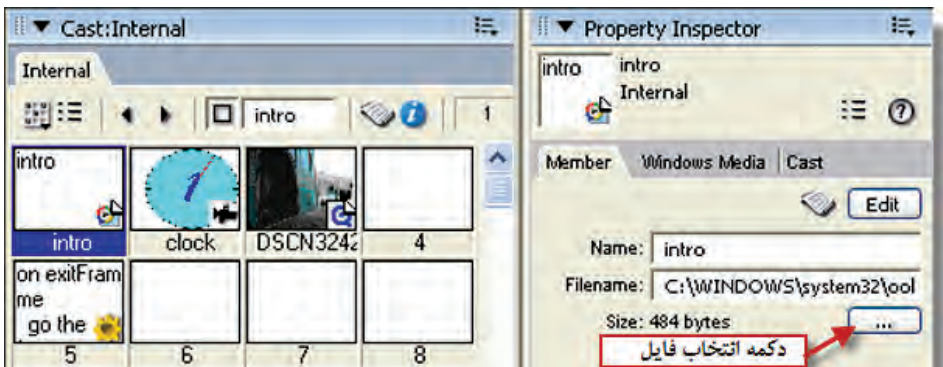 Cast:Internal
Internal
intro
1
intro
intro
clock
DSCN3242
4
on exitFram
me
go the
5
6
7
8
Property Inspector
intro
intro
Internal
Member
Windows Media
Cast
Edit
Name: intro
Filename: C:\WINDOWS\system32\ool
Size: 484 bytes
...
دکمه انتخاب فایل